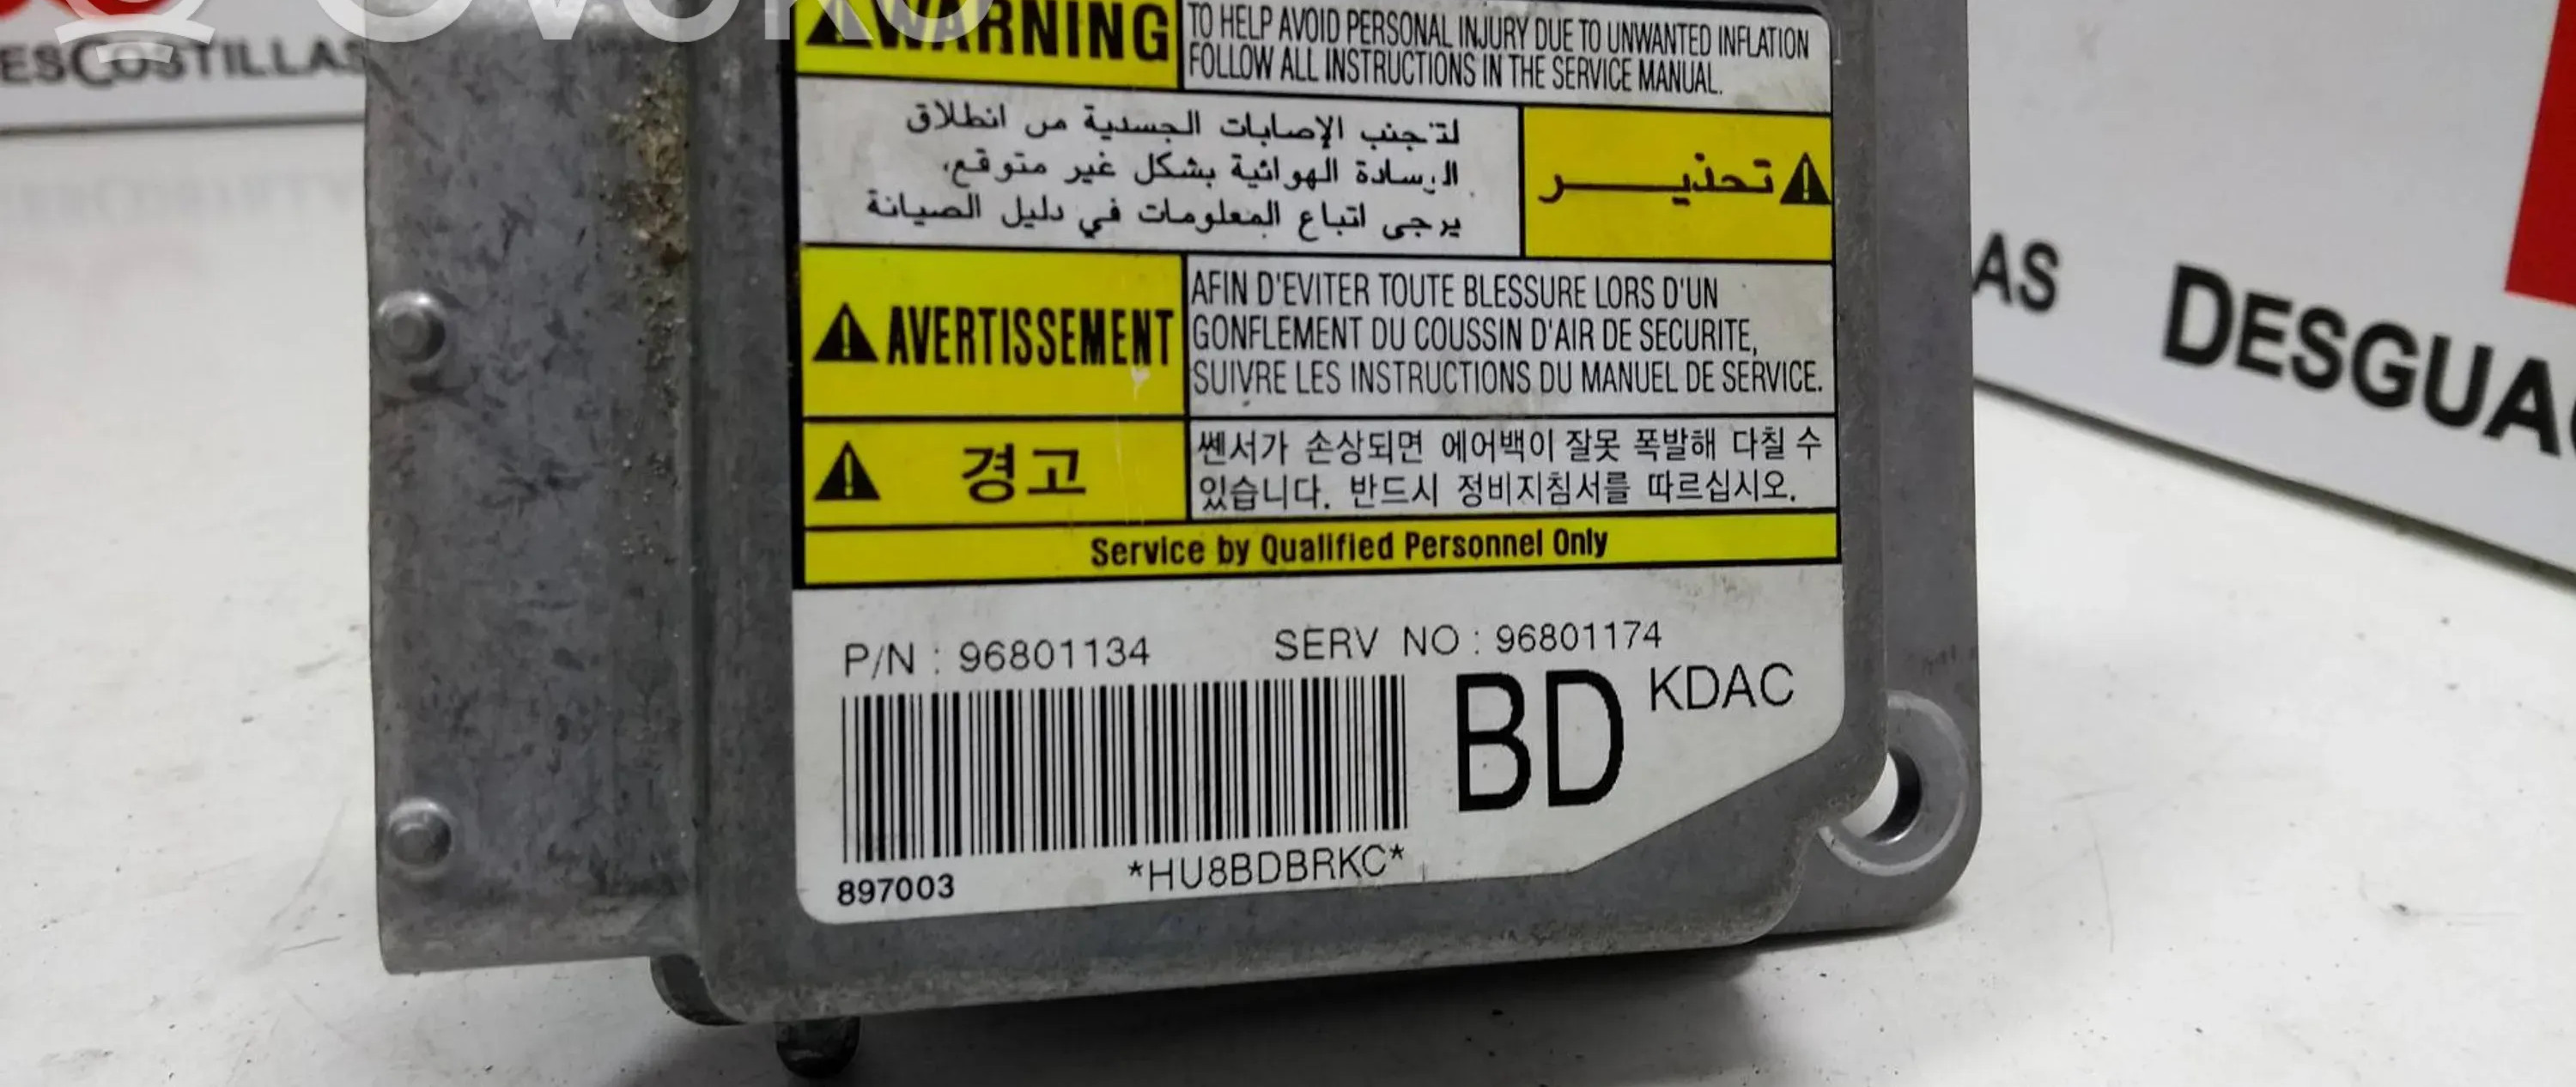 ESCOSTILLAS
WARNING
TO HELP AVOID PERSONAL INJURY DUE TO UNWANTED INFLATION
FOLLOW ALL INSTRUCTIONS IN THE SERVICE MANUAL.
تحذيـــر
لتجنب الإصابات الجسدية من انطلاق
الوسادة الهوائية بشكل غير متوقع،
يرجى اتباع المعلومات في دليل الصيانة
AVERTISSEMENT
AFIN D'EVITER TOUTE BLESSURE LORS D'UN
GONFLEMENT DU COUSSIN D'AIR DE SECURITE,
SUIVRE LES INSTRUCTIONS DU MANUEL DE SERVICE.
경고
쎈서가 손상되면 에어백이 잘못 폭발해 다칠 수
있습니다. 반드시 정비지침서를 따르십시오.
Service by Qualified Personnel Only
P/N : 96801134 SERV NO : 96801174
BD KDAC
*HU8BDBRKC*
897003
AS DESGUA